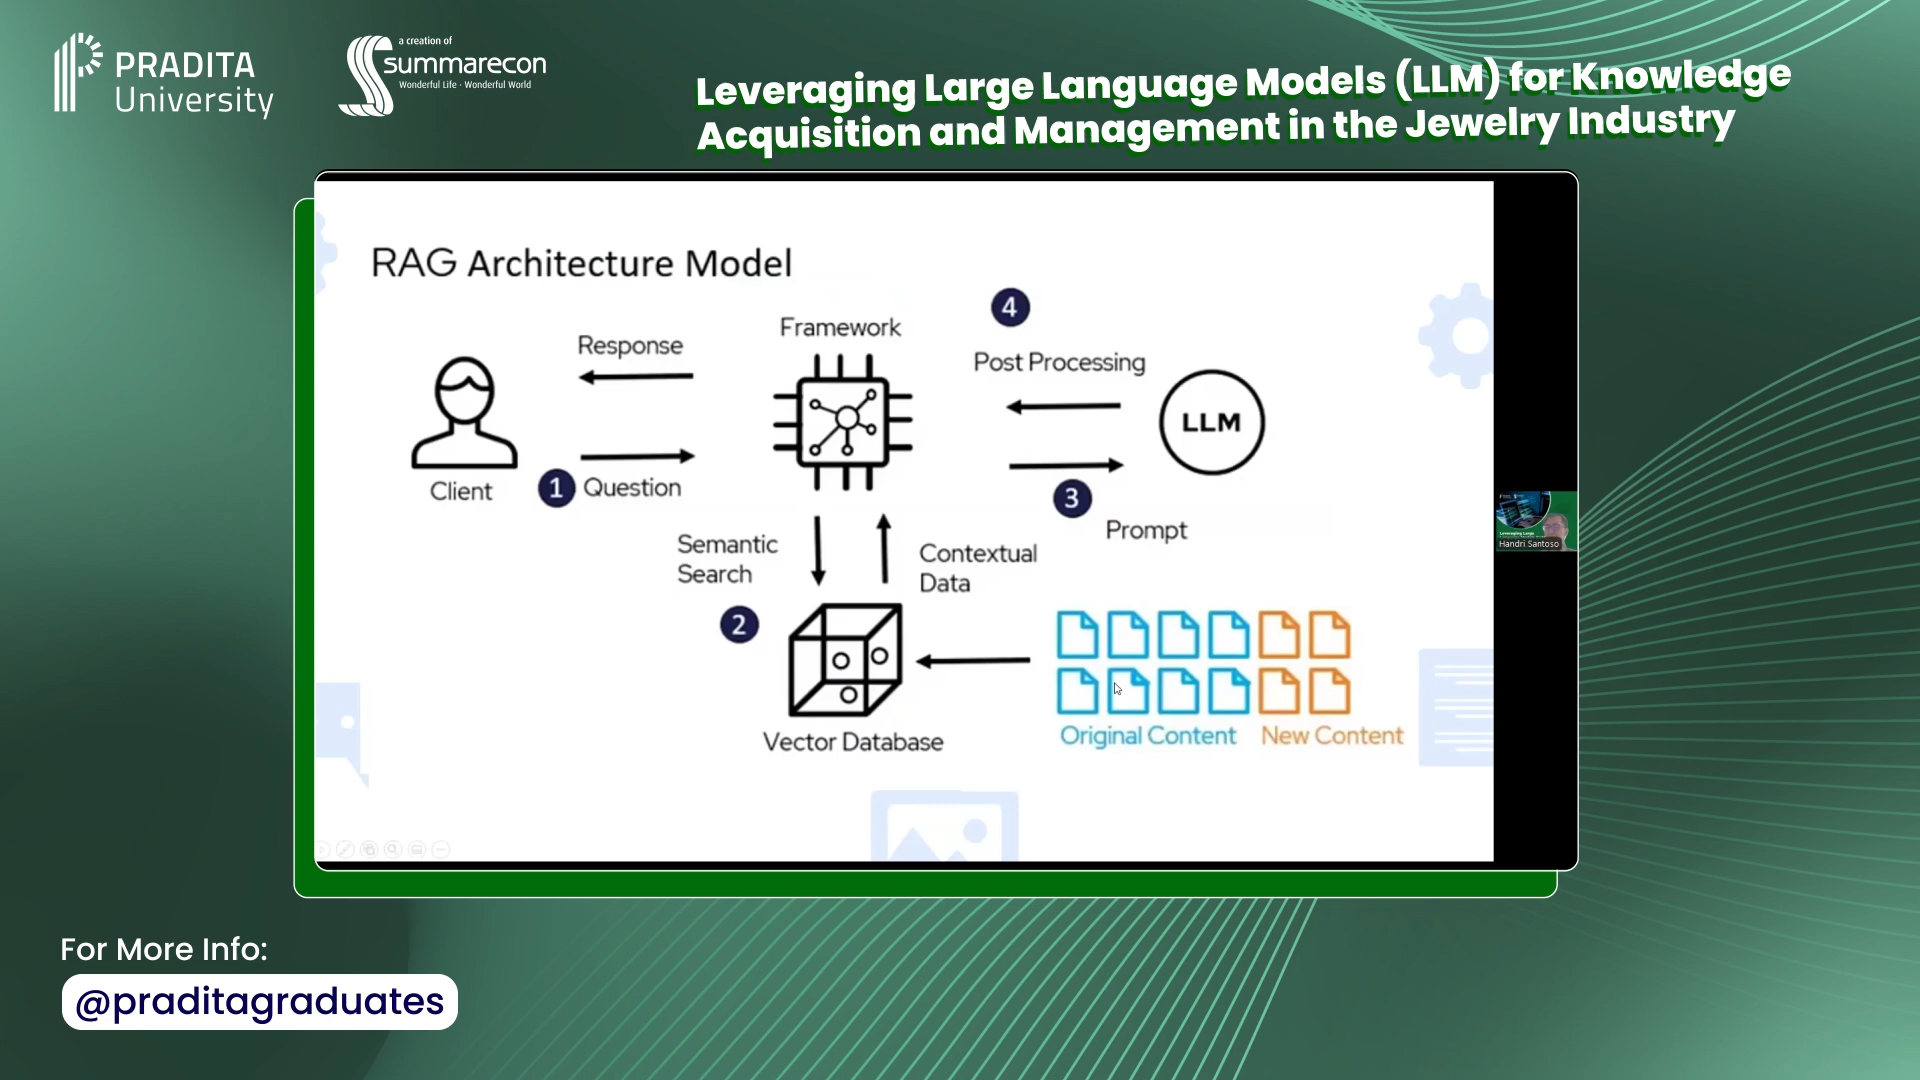 PRADITA
University
a creation of
summarecon
Wonderful Life · Wonderful World
Leveraging Large Language Models (LLM) for Knowledge
Acquisition and Management in the Jewelry Industry
RAG Architecture Model
4
Framework
Response
Post Processing
LLM
Client
1 Question
3
Prompt
Semantic
Search
Contextual
Data
2
Vector Database
Original Content
New Content
Handri Santoso
For More Info:
@praditagraduates